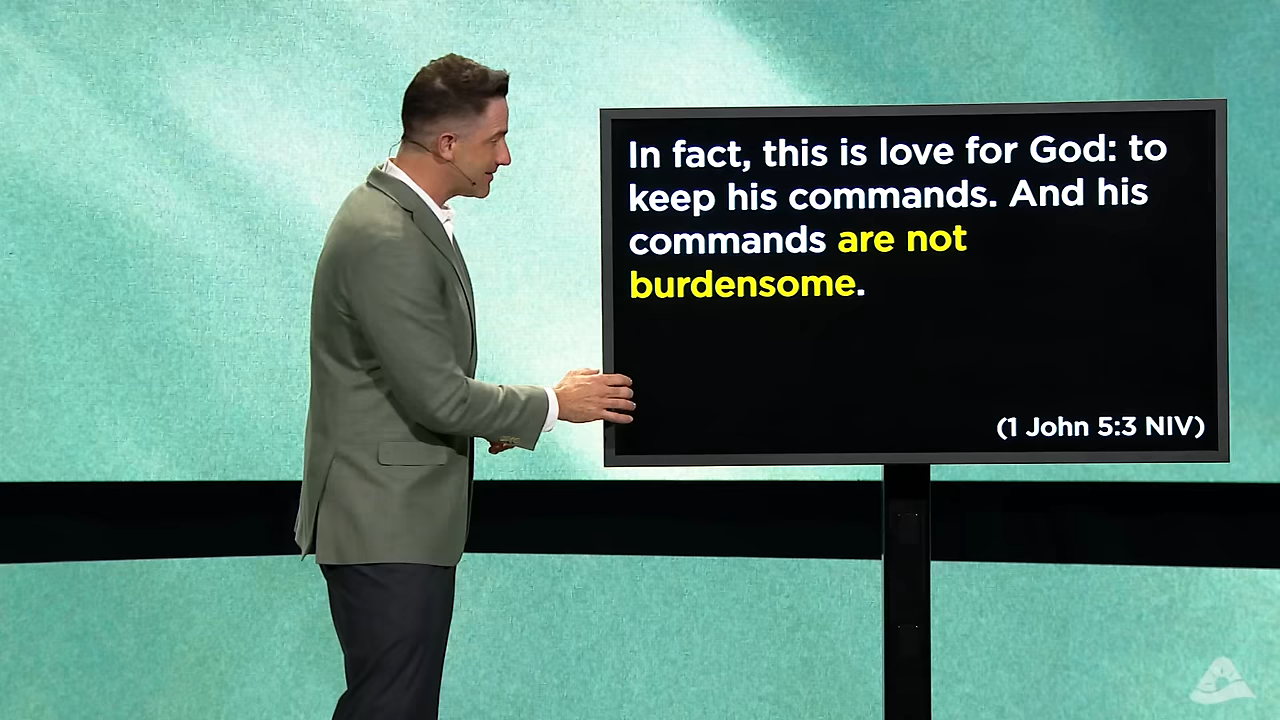 In fact, this is love for God: to
keep his commands. And his
commands are not
burdensome.
(1 John 5:3 NIV)